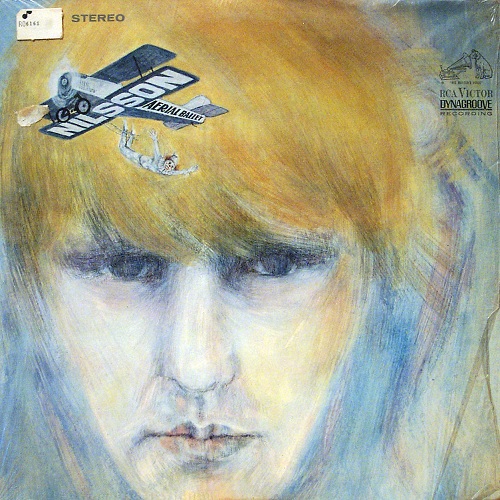 STEREO
NILSSON
AERIAL BALLET
RCA VICTOR
DYNAGROOVE
RECORDING